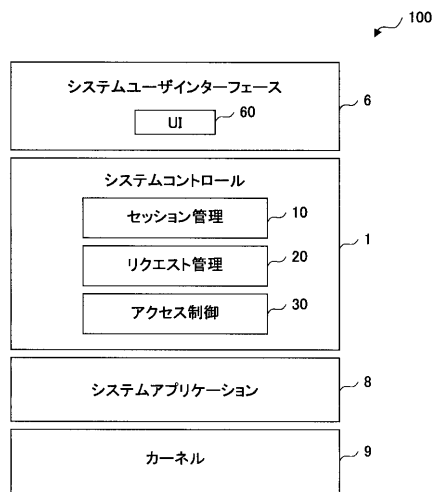 100
システムユーザインターフェース
6
UI
60
システムコントロール
セッション管理
10
1
リクエスト管理
20
アクセス制御
30
システムアプリケーション
8
カーネル
9